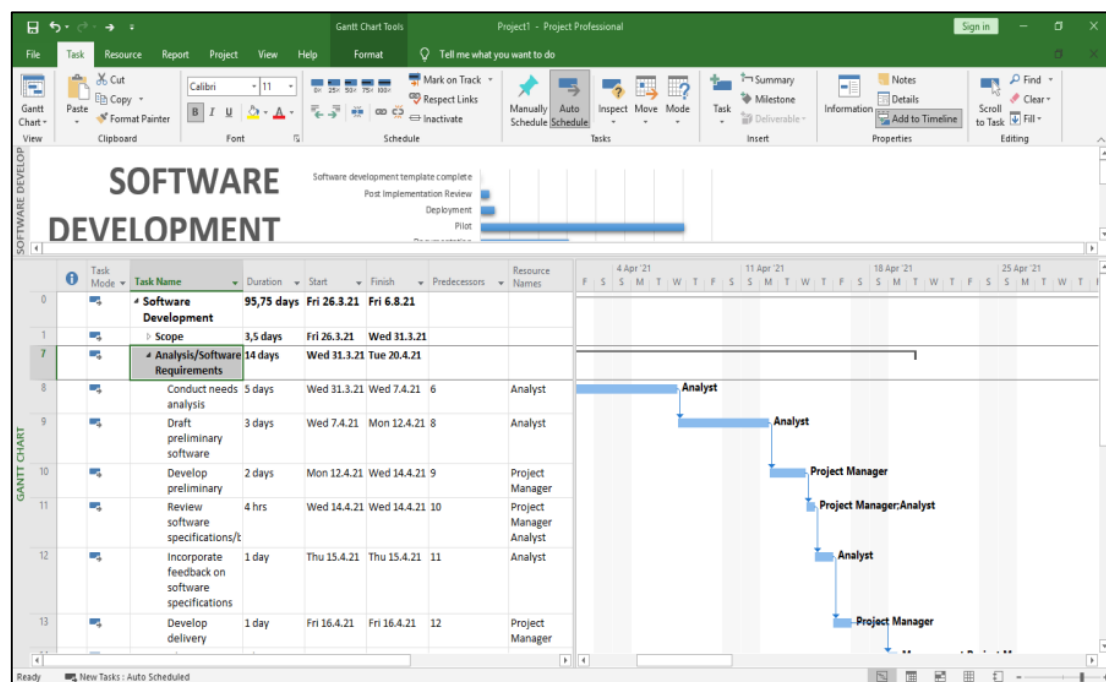 Gantt Chart Tools Project1 - Project Professional Sign in
File Task Resource Report Project View Help Format Tell me what you want to do
Gantt Chart
View
Paste
Cut
Copy
Format Painter
Clipboard
Calibri 11
B I U A
Font
0% 25% 50% 75% 100%
Mark on Track
Respect Links
Inactivate
Schedule
Manually Schedule
Auto Schedule
Inspect Move Mode
Tasks
Task
Summary
Milestone
Deliverable
Insert
Information
Notes
Details
Add to Timeline
Properties
Scroll to Task
Find
Clear
Fill
Editing
SOFTWARE DEVELOP
SOFTWARE
DEVELOPMENT
Software development template complete
Post Implementation Review
Deployment
Pilot
GANTT CHART
Task Mode Task Name Duration Start Finish Predecessors Resource Names
0 Software Development 95,75 days Fri 26.3.21 Fri 6.8.21
1 Scope 3,5 days Fri 26.3.21 Wed 31.3.21
7 Analysis/Software Requirements 14 days Wed 31.3.21 Tue 20.4.21
8 Conduct needs analysis 5 days Wed 31.3.21 Wed 7.4.21 6 Analyst
9 Draft preliminary software 3 days Wed 7.4.21 Mon 12.4.21 8 Analyst
10 Develop preliminary 2 days Mon 12.4.21 Wed 14.4.21 9 Project Manager
11 Review software specifications/b 4 hrs Wed 14.4.21 Wed 14.4.21 10 Project Manager Analyst
12 Incorporate feedback on software specifications 1 day Thu 15.4.21 Thu 15.4.21 11 Analyst
13 Develop delivery 1 day Fri 16.4.21 Fri 16.4.21 12 Project Manager
4 Apr '21 11 Apr '21 18 Apr '21 25 Apr '21
F S S M T W T F S S M T W T F S S M T W T F S S M T W T
Analyst
Analyst
Project Manager
Project Manager;Analyst
Analyst
Project Manager
Ready New Tasks : Auto Scheduled